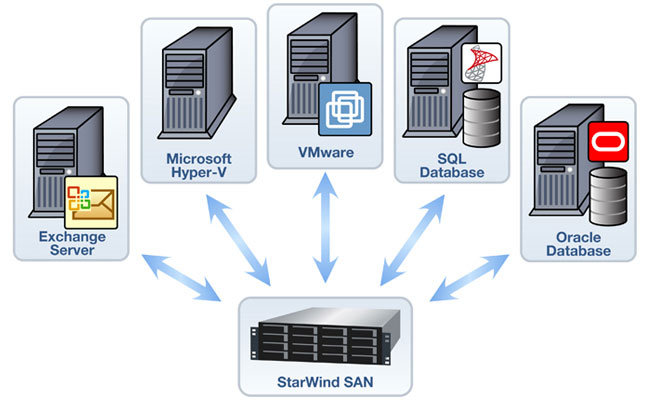 Exchange
Server
Microsoft
Hyper-V
VMware
SQL
Database
Oracle
Database
StarWind SAN